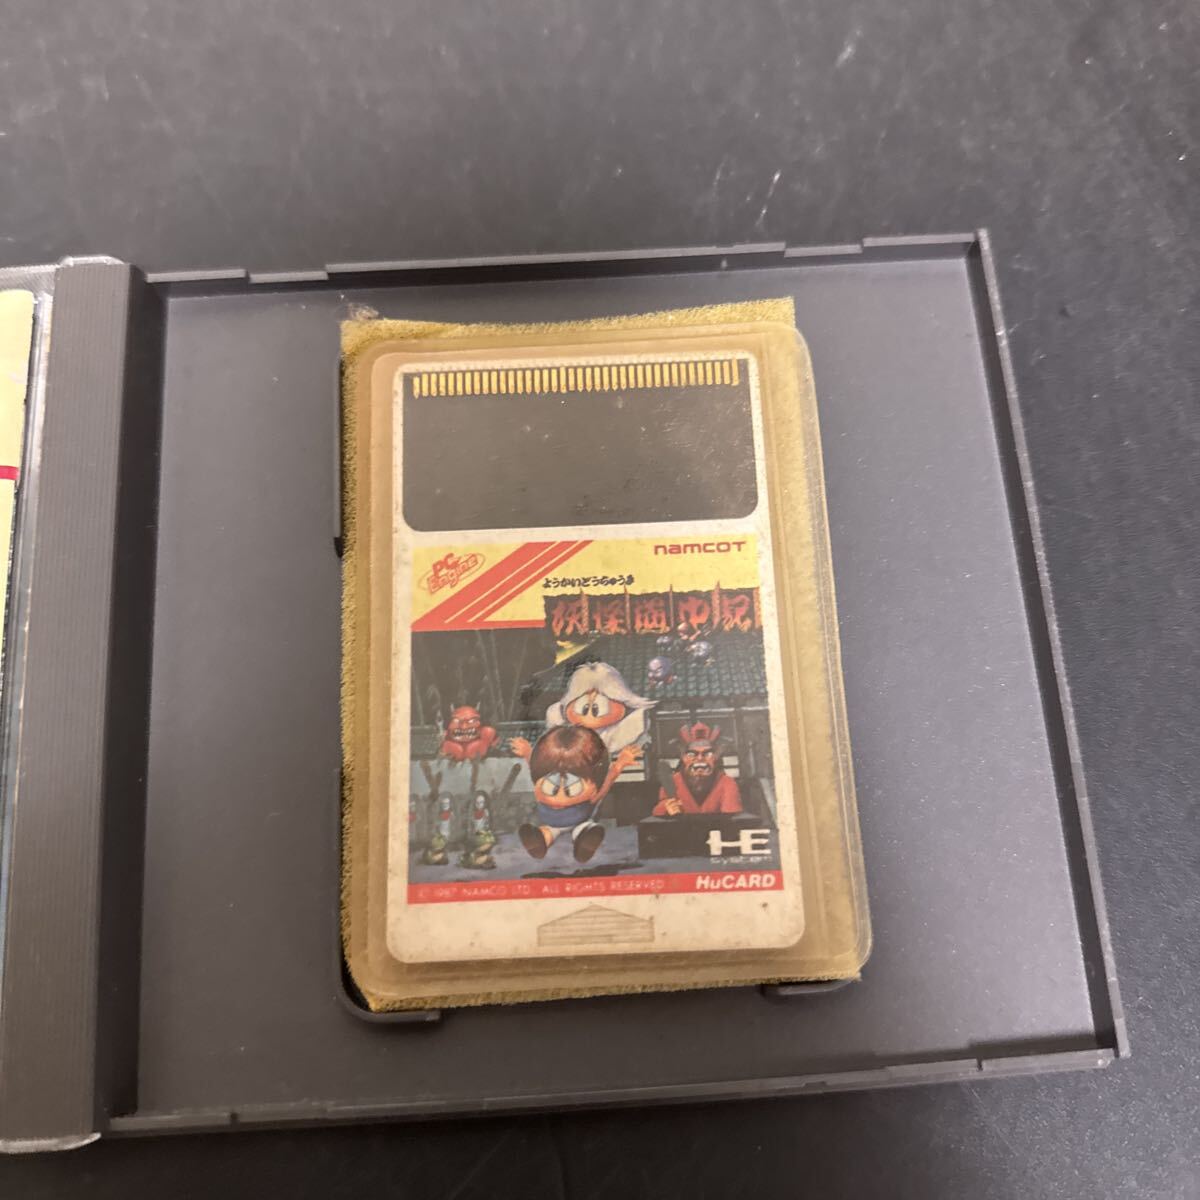 PC Engine
namcoT
ようかいどうちゅうき
妖怪道中記
HE
system
© 1987 NAMCO LTD. ALL RIGHTS RESERVED
HuCARD